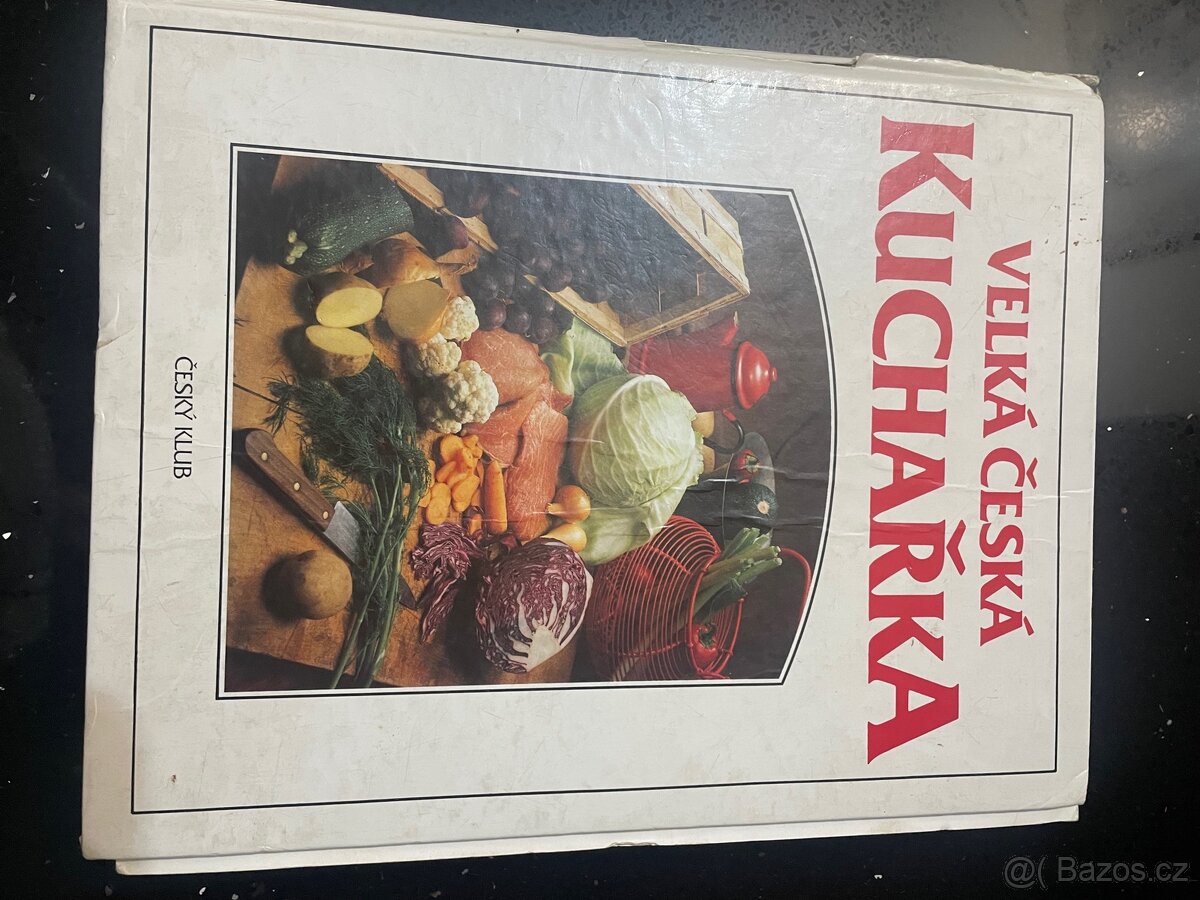 VELKÁ ČESKÁ
KUCHAŘKA
ČESKÝ KLUB
@( Bazos.cz